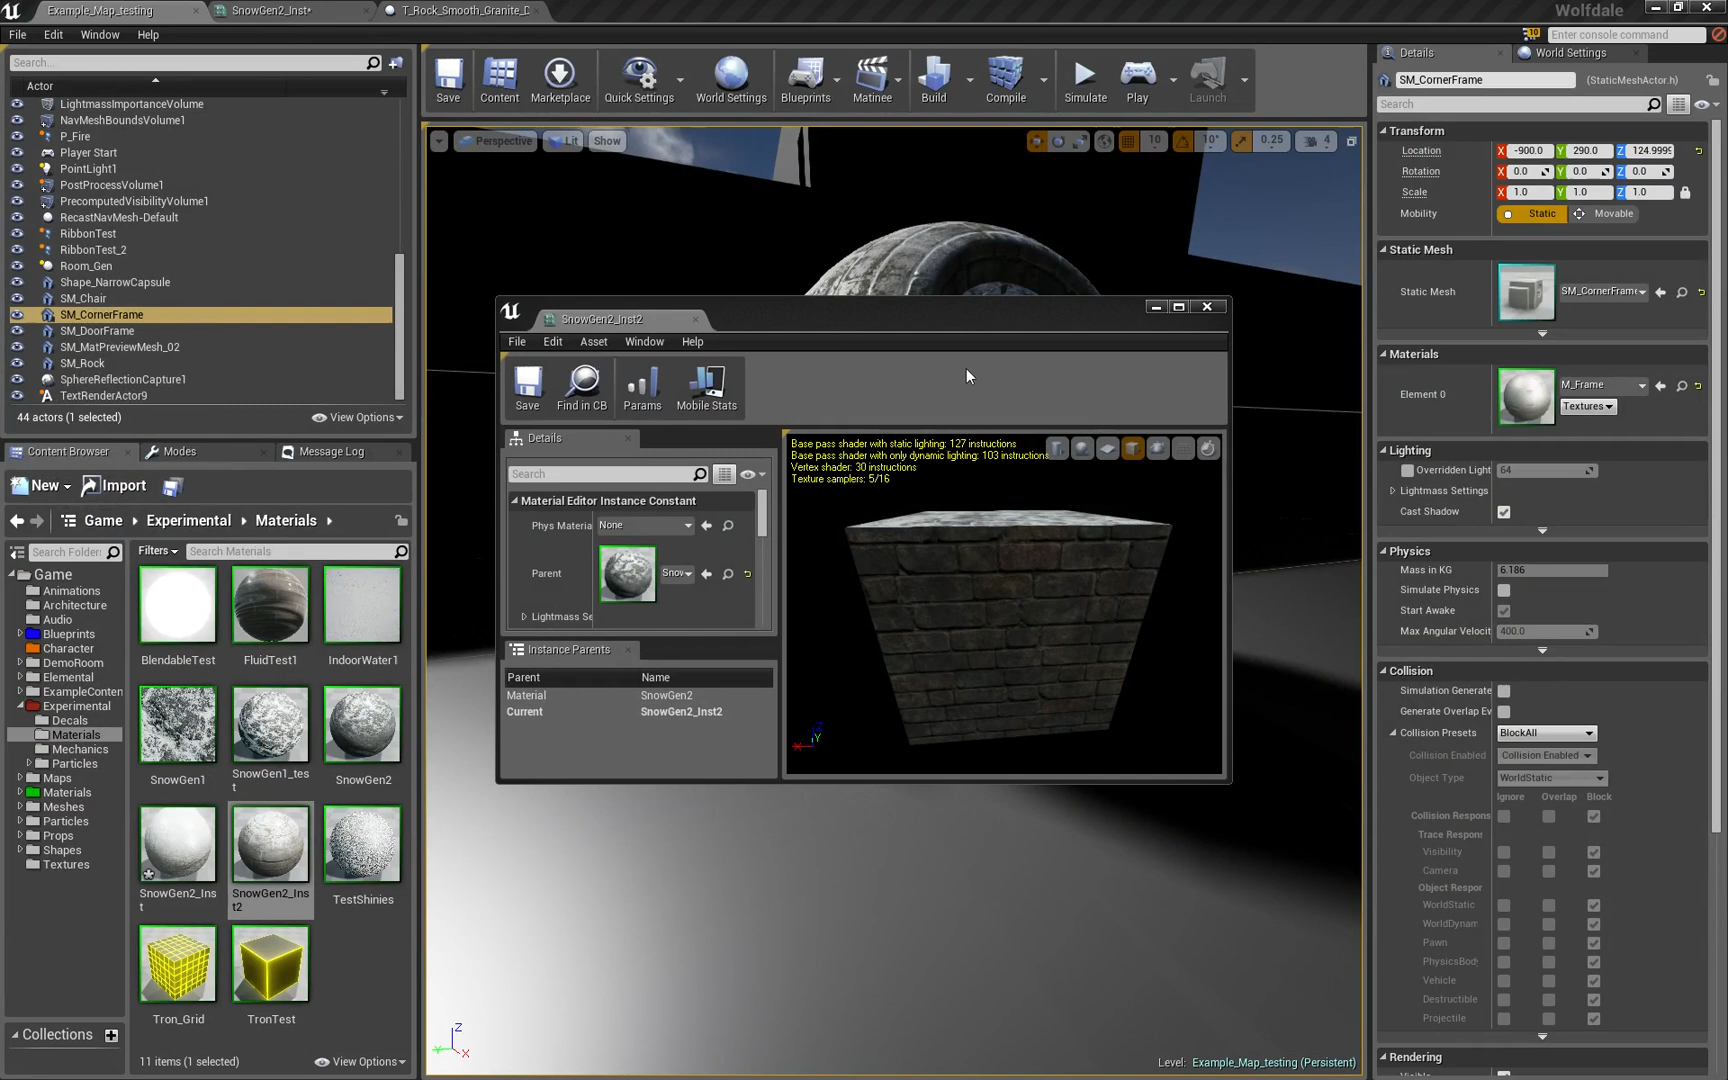 Example_Map_testing
SnowGen2_Inst*
T_Rock_Smooth_Granite_D
Wolfdale
File Edit Window Help
Enter console command
Search...
Actor
LightmassImportanceVolume
NavMeshBoundsVolume1
P_Fire
Player Start
PointLight1
PostProcessVolume1
PrecomputedVisibilityVolume1
RecastNavMesh-Default
RibbonTest
RibbonTest_2
Room_Gen
Shape_NarrowCapsule
SM_Chair
SM_CornerFrame
SM_DoorFrame
SM_MatPreviewMesh_02
SM_Rock
SphereReflectionCapture1
TextRenderActor9
44 actors (1 selected)
View Options
Content Browser
Modes
Message Log
New
Import
Game
Experimental
Materials
Search Folders
Filters
Search Materials
Game
Animations
Architecture
Audio
Blueprints
Character
DemoRoom
Elemental
ExampleConten
Experimental
Decals
Materials
Mechanics
Particles
Maps
Materials
Meshes
Particles
Props
Shapes
Textures
Collections
BlendableTest
FluidTest1
IndoorWater1
SnowGen1
SnowGen1_tes
t
SnowGen2
SnowGen2_Ins
t
SnowGen2_Ins
t2
TestShinies
Tron_Grid
TronTest
11 items (1 selected)
View Options
Save
Content
Marketplace
Quick Settings
World Settings
Blueprints
Matinee
Build
Compile
Simulate
Play
Launch
Perspective
Lit
Show
10
10°
0.25
4
SnowGen2_Inst2
File Edit Asset Window Help
Save
Find in CB
Params
Mobile Stats
Details
Search
Material Editor Instance Constant
Phys Materia
None
Parent
Snov
Lightmass Se
Instance Parents
Parent Name
Material SnowGen2
Current SnowGen2_Inst2
Base pass shader with static lighting: 127 instructions
Base pass shader with only dynamic lighting: 103 instructions
Vertex shader: 30 instructions
Texture samplers: 5/16
Z
Y
X
Z
Y
X
Level: Example_Map_testing (Persistent)
Details
World Settings
SM_CornerFrame
(StaticMeshActor.h)
Search
Transform
Location X -900.0 Y 290.0 Z 124.9999
Rotation X 0.0 Y 0.0 Z 0.0
Scale X 1.0 Y 1.0 Z 1.0
Mobility Static Movable
Static Mesh
Static Mesh
SM_CornerFrame
Materials
Element 0
M_Frame
Textures
Lighting
Overridden Light 64
Lightmass Settings
Cast Shadow
Physics
Mass in KG 6.186
Simulate Physics
Start Awake
Max Angular Velocit 400.0
Collision
Simulation Generate
Generate Overlap Ev
Collision Presets BlockAll
Collision Enabled Collision Enabled
Object Type WorldStatic
Ignore Overlap Block
Collision Respons
Trace Respons
Visibility
Camera
Object Respor
WorldStatic
WorldDynam
Pawn
PhysicsBody
Vehicle
Destructible
Projectile
Rendering